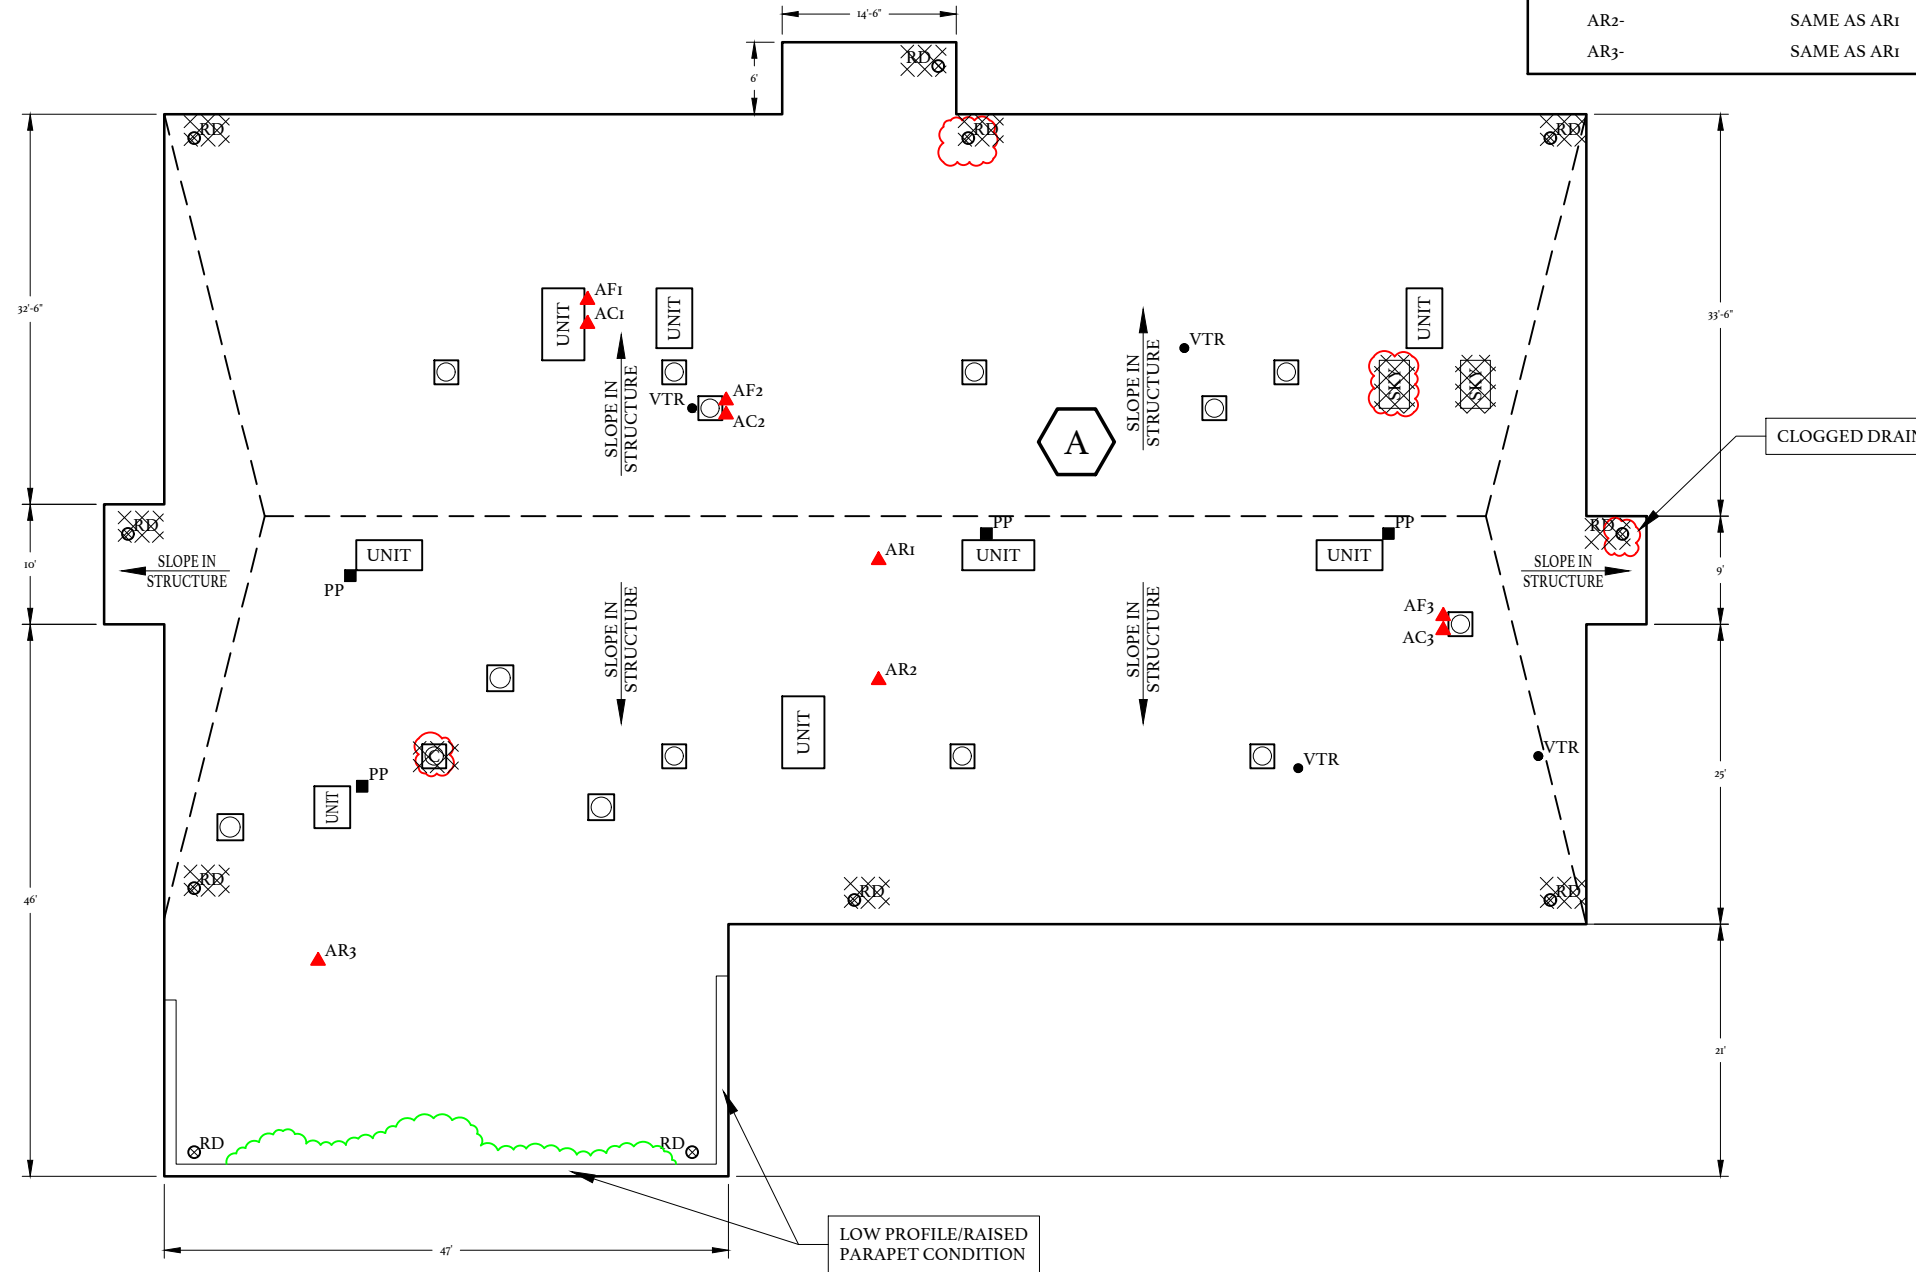 14'-6"
AR2- SAME AS AR1
AR3- SAME AS AR1
6'
RD
RD
RD
RD
32'-6"
33'-6"
AF1
AC1
UNIT
UNIT
UNIT
VTR
SLOPE IN
STRUCTURE
SLOPE IN
STRUCTURE
VTR
AF2
AC2
SKY
SKY
A
CLOGGED DRAIN
RD
RD
PP
PP
10'
SLOPE IN
STRUCTURE
UNIT
PP
AR1
UNIT
UNIT
SLOPE IN
STRUCTURE
9'
AF3
AC3
SLOPE IN
STRUCTURE
SLOPE IN
STRUCTURE
AR2
UNIT
C
VTR
VTR
PP
UNIT
25'
RD
RD
RD
46'
AR3
21'
RD
RD
47'
LOW PROFILE/RAISED
PARAPET CONDITION